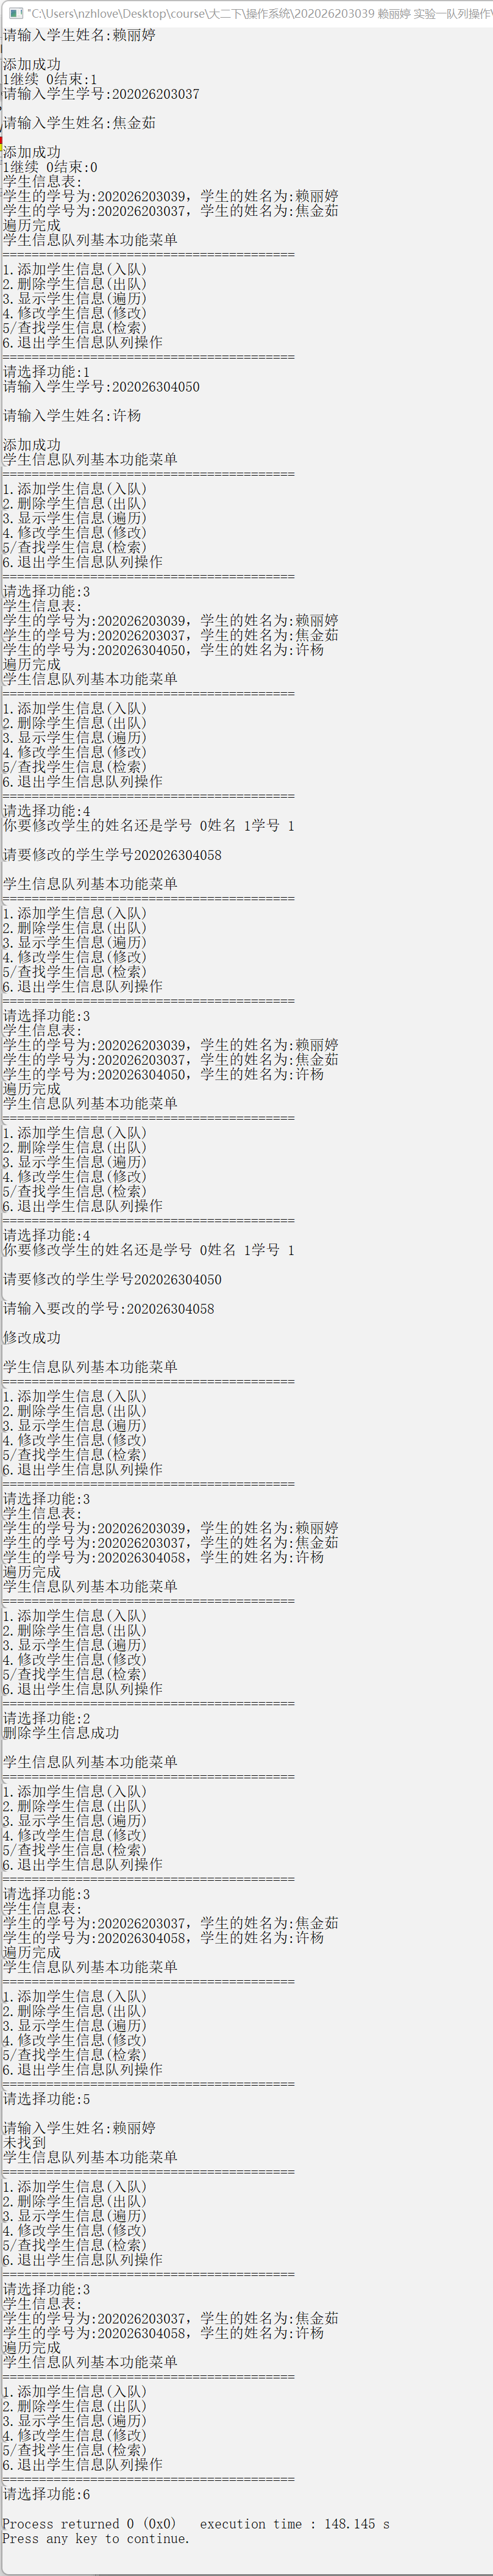 "C:\Users\nzhlove\Desktop\course\大二下\操作系统\202026203039 赖丽婷 实验一队列操作\
请输入学生姓名:赖丽婷
添加成功
1继续 0结束:1
请输入学生学号:202026203037
请输入学生姓名:焦金茹
添加成功
1继续 0结束:0
学生信息表:
学生的学号为:202026203039, 学生的姓名为:赖丽婷
学生的学号为:202026203037, 学生的姓名为:焦金茹
遍历完成
学生信息队列基本功能菜单
========================================
1.添加学生信息(入队)
2.删除学生信息(出队)
3.显示学生信息(遍历)
4.修改学生信息(修改)
5/查找学生信息(检索)
6.退出学生信息队列操作
========================================
请选择功能:1
请输入学生学号:202026304050
请输入学生姓名:许杨
添加成功
学生信息队列基本功能菜单
========================================
1.添加学生信息(入队)
2.删除学生信息(出队)
3.显示学生信息(遍历)
4.修改学生信息(修改)
5/查找学生信息(检索)
6.退出学生信息队列操作
========================================
请选择功能:3
学生信息表:
学生的学号为:202026203039, 学生的姓名为:赖丽婷
学生的学号为:202026203037, 学生的姓名为:焦金茹
学生的学号为:202026304050, 学生的姓名为:许杨
遍历完成
学生信息队列基本功能菜单
========================================
1.添加学生信息(入队)
2.删除学生信息(出队)
3.显示学生信息(遍历)
4.修改学生信息(修改)
5/查找学生信息(检索)
6.退出学生信息队列操作
========================================
请选择功能:4
你要修改学生的姓名还是学号 0姓名 1学号 1
请要修改的学生学号202026304058
学生信息队列基本功能菜单
========================================
1.添加学生信息(入队)
2.删除学生信息(出队)
3.显示学生信息(遍历)
4.修改学生信息(修改)
5/查找学生信息(检索)
6.退出学生信息队列操作
========================================
请选择功能:3
学生信息表:
学生的学号为:202026203039, 学生的姓名为:赖丽婷
学生的学号为:202026203037, 学生的姓名为:焦金茹
学生的学号为:202026304050, 学生的姓名为:许杨
遍历完成
学生信息队列基本功能菜单
========================================
1.添加学生信息(入队)
2.删除学生信息(出队)
3.显示学生信息(遍历)
4.修改学生信息(修改)
5/查找学生信息(检索)
6.退出学生信息队列操作
========================================
请选择功能:4
你要修改学生的姓名还是学号 0姓名 1学号 1
请要修改的学生学号202026304050
请输入要改的学号:202026304058
修改成功
学生信息队列基本功能菜单
========================================
1.添加学生信息(入队)
2.删除学生信息(出队)
3.显示学生信息(遍历)
4.修改学生信息(修改)
5/查找学生信息(检索)
6.退出学生信息队列操作
========================================
请选择功能:3
学生信息表:
学生的学号为:202026203039, 学生的姓名为:赖丽婷
学生的学号为:202026203037, 学生的姓名为:焦金茹
学生的学号为:202026304058, 学生的姓名为:许杨
遍历完成
学生信息队列基本功能菜单
========================================
1.添加学生信息(入队)
2.删除学生信息(出队)
3.显示学生信息(遍历)
4.修改学生信息(修改)
5/查找学生信息(检索)
6.退出学生信息队列操作
========================================
请选择功能:2
删除学生信息成功
学生信息队列基本功能菜单
========================================
1.添加学生信息(入队)
2.删除学生信息(出队)
3.显示学生信息(遍历)
4.修改学生信息(修改)
5/查找学生信息(检索)
6.退出学生信息队列操作
========================================
请选择功能:3
学生信息表:
学生的学号为:202026203037, 学生的姓名为:焦金茹
学生的学号为:202026304058, 学生的姓名为:许杨
遍历完成
学生信息队列基本功能菜单
========================================
1.添加学生信息(入队)
2.删除学生信息(出队)
3.显示学生信息(遍历)
4.修改学生信息(修改)
5/查找学生信息(检索)
6.退出学生信息队列操作
========================================
请选择功能:5
请输入学生姓名:赖丽婷
未找到
学生信息队列基本功能菜单
========================================
1.添加学生信息(入队)
2.删除学生信息(出队)
3.显示学生信息(遍历)
4.修改学生信息(修改)
5/查找学生信息(检索)
6.退出学生信息队列操作
========================================
请选择功能:3
学生信息表:
学生的学号为:202026203037, 学生的姓名为:焦金茹
学生的学号为:202026304058, 学生的姓名为:许杨
遍历完成
学生信息队列基本功能菜单
========================================
1.添加学生信息(入队)
2.删除学生信息(出队)
3.显示学生信息(遍历)
4.修改学生信息(修改)
5/查找学生信息(检索)
6.退出学生信息队列操作
========================================
请选择功能:6
Process returned 0 (0x0)   execution time : 148.145 s
Press any key to continue.